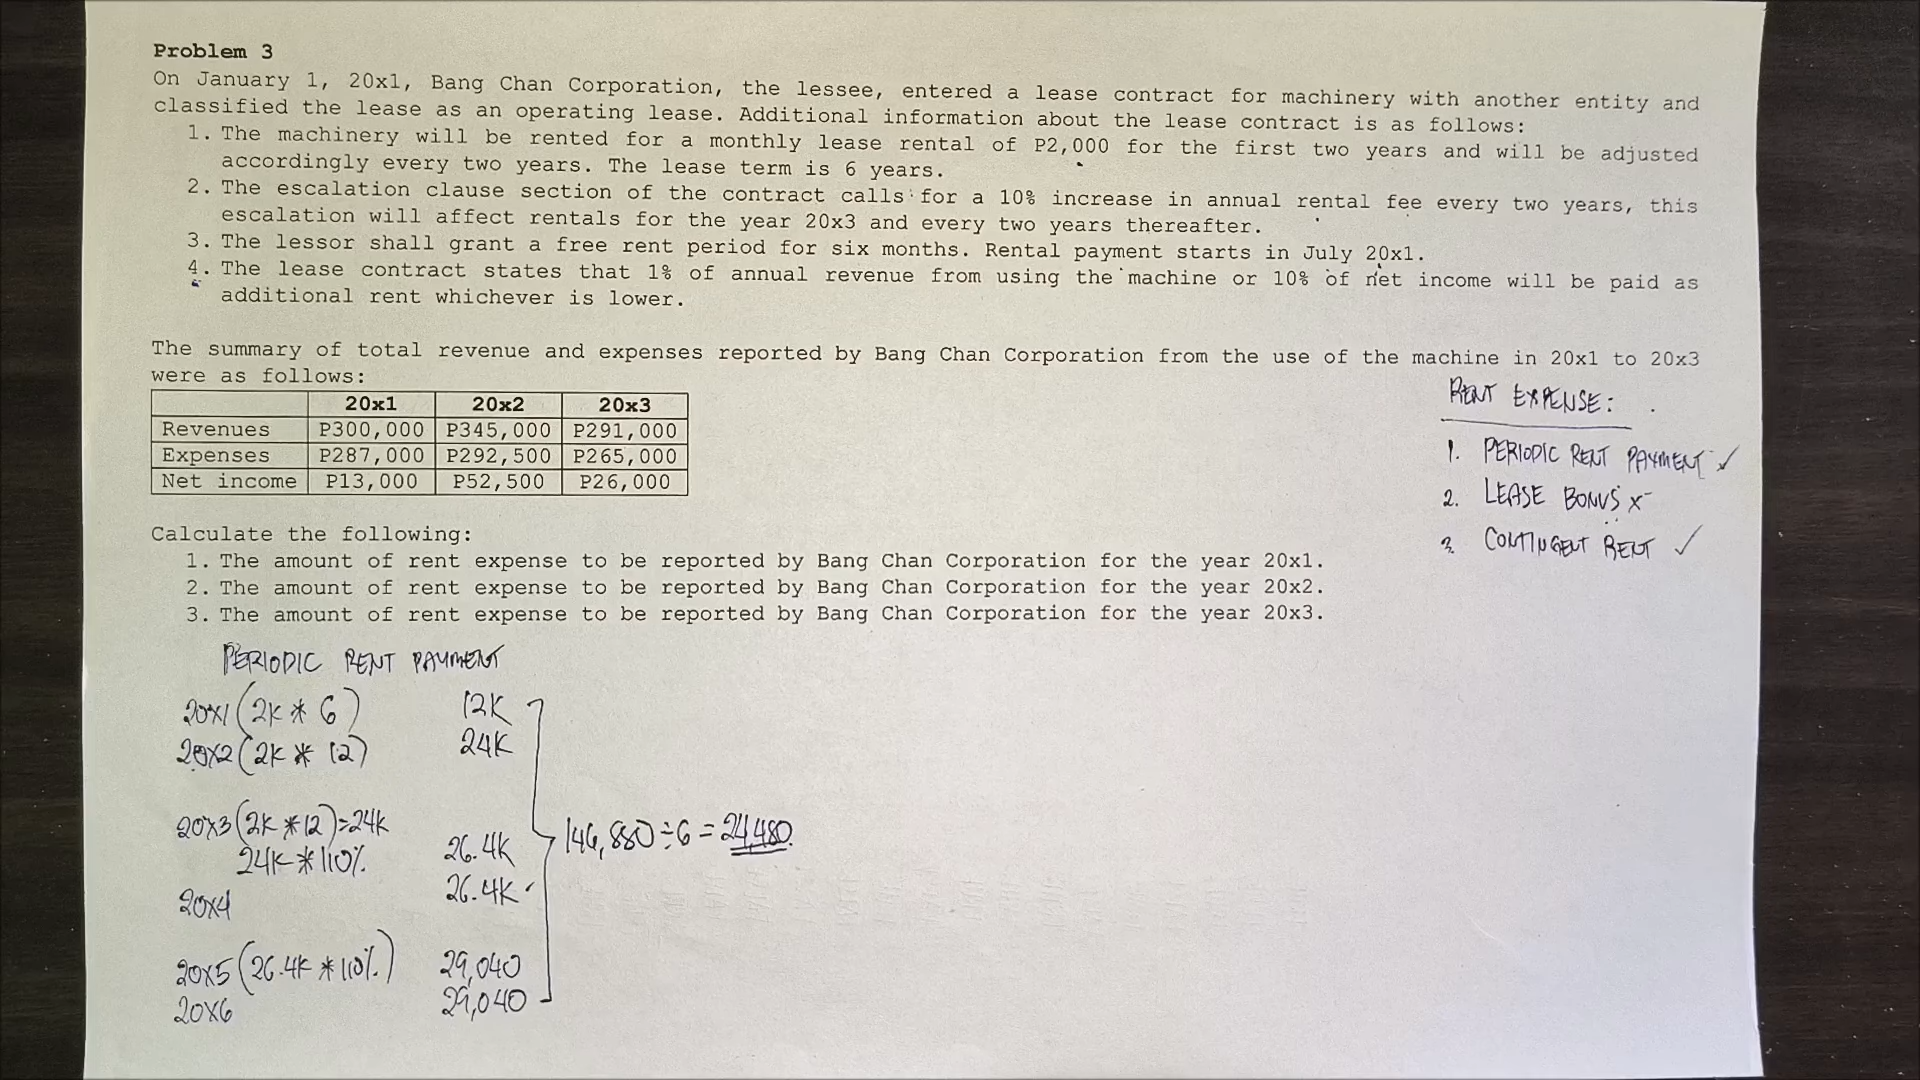 Problem 3
On January 1, 20x1, Bang Chan Corporation, the lessee, entered a lease contract for machinery with another entity and
classified the lease as an operating lease. Additional information about the lease contract is as follows:
1. The machinery will be rented for a monthly lease rental of P2,000 for the first two years and will be adjusted
accordingly every two years. The lease term is 6 years.
2. The escalation clause section of the contract calls for a 10% increase in annual rental fee every two years, this
escalation will affect rentals for the year 20x3 and every two years thereafter.
3. The lessor shall grant a free rent period for six months. Rental payment starts in July 20x1.
4. The lease contract states that 1% of annual revenue from using the machine or 10% of net income will be paid as
additional rent whichever is lower.
The summary of total revenue and expenses reported by Bang Chan Corporation from the use of the machine in 20x1 to 20x3
were as follows:
20x1 20x2 20x3
Revenues P300,000 P345,000 P291,000
Expenses P287,000 P292,500 P265,000
Net income P13,000 P52,500 P26,000
RENT EXPENSE:
1. PERIODIC RENT PAYMENT ✓
2. LEASE BONUS x
3. CONTINGENT RENT ✓
Calculate the following:
1. The amount of rent expense to be reported by Bang Chan Corporation for the year 20x1.
2. The amount of rent expense to be reported by Bang Chan Corporation for the year 20x2.
3. The amount of rent expense to be reported by Bang Chan Corporation for the year 20x3.
PERIODIC RENT PAYMENT
20x1 (2K * 6) 12K
20x2 (2K * 12) 24K
20x3 (2K * 12) = 24K
24K * 110% 26.4K
20x4 26.4K
20x5 (26.4K * 110%) 29,040
20x6 29,040
146,880 ÷ 6 = 24,480